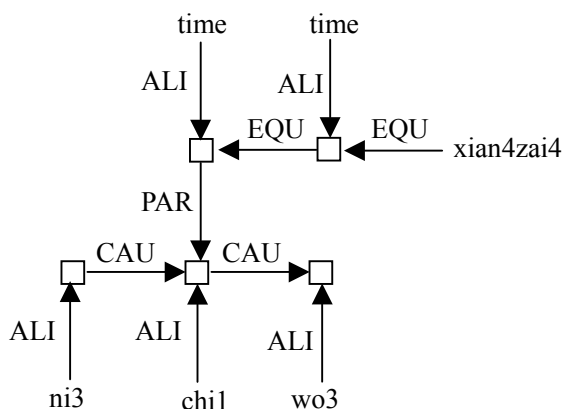 time time
ALI ALI
EQU EQU xian4zai4
PAR
CAU CAU
ALI ALI ALI
ni3 chi1 wo3